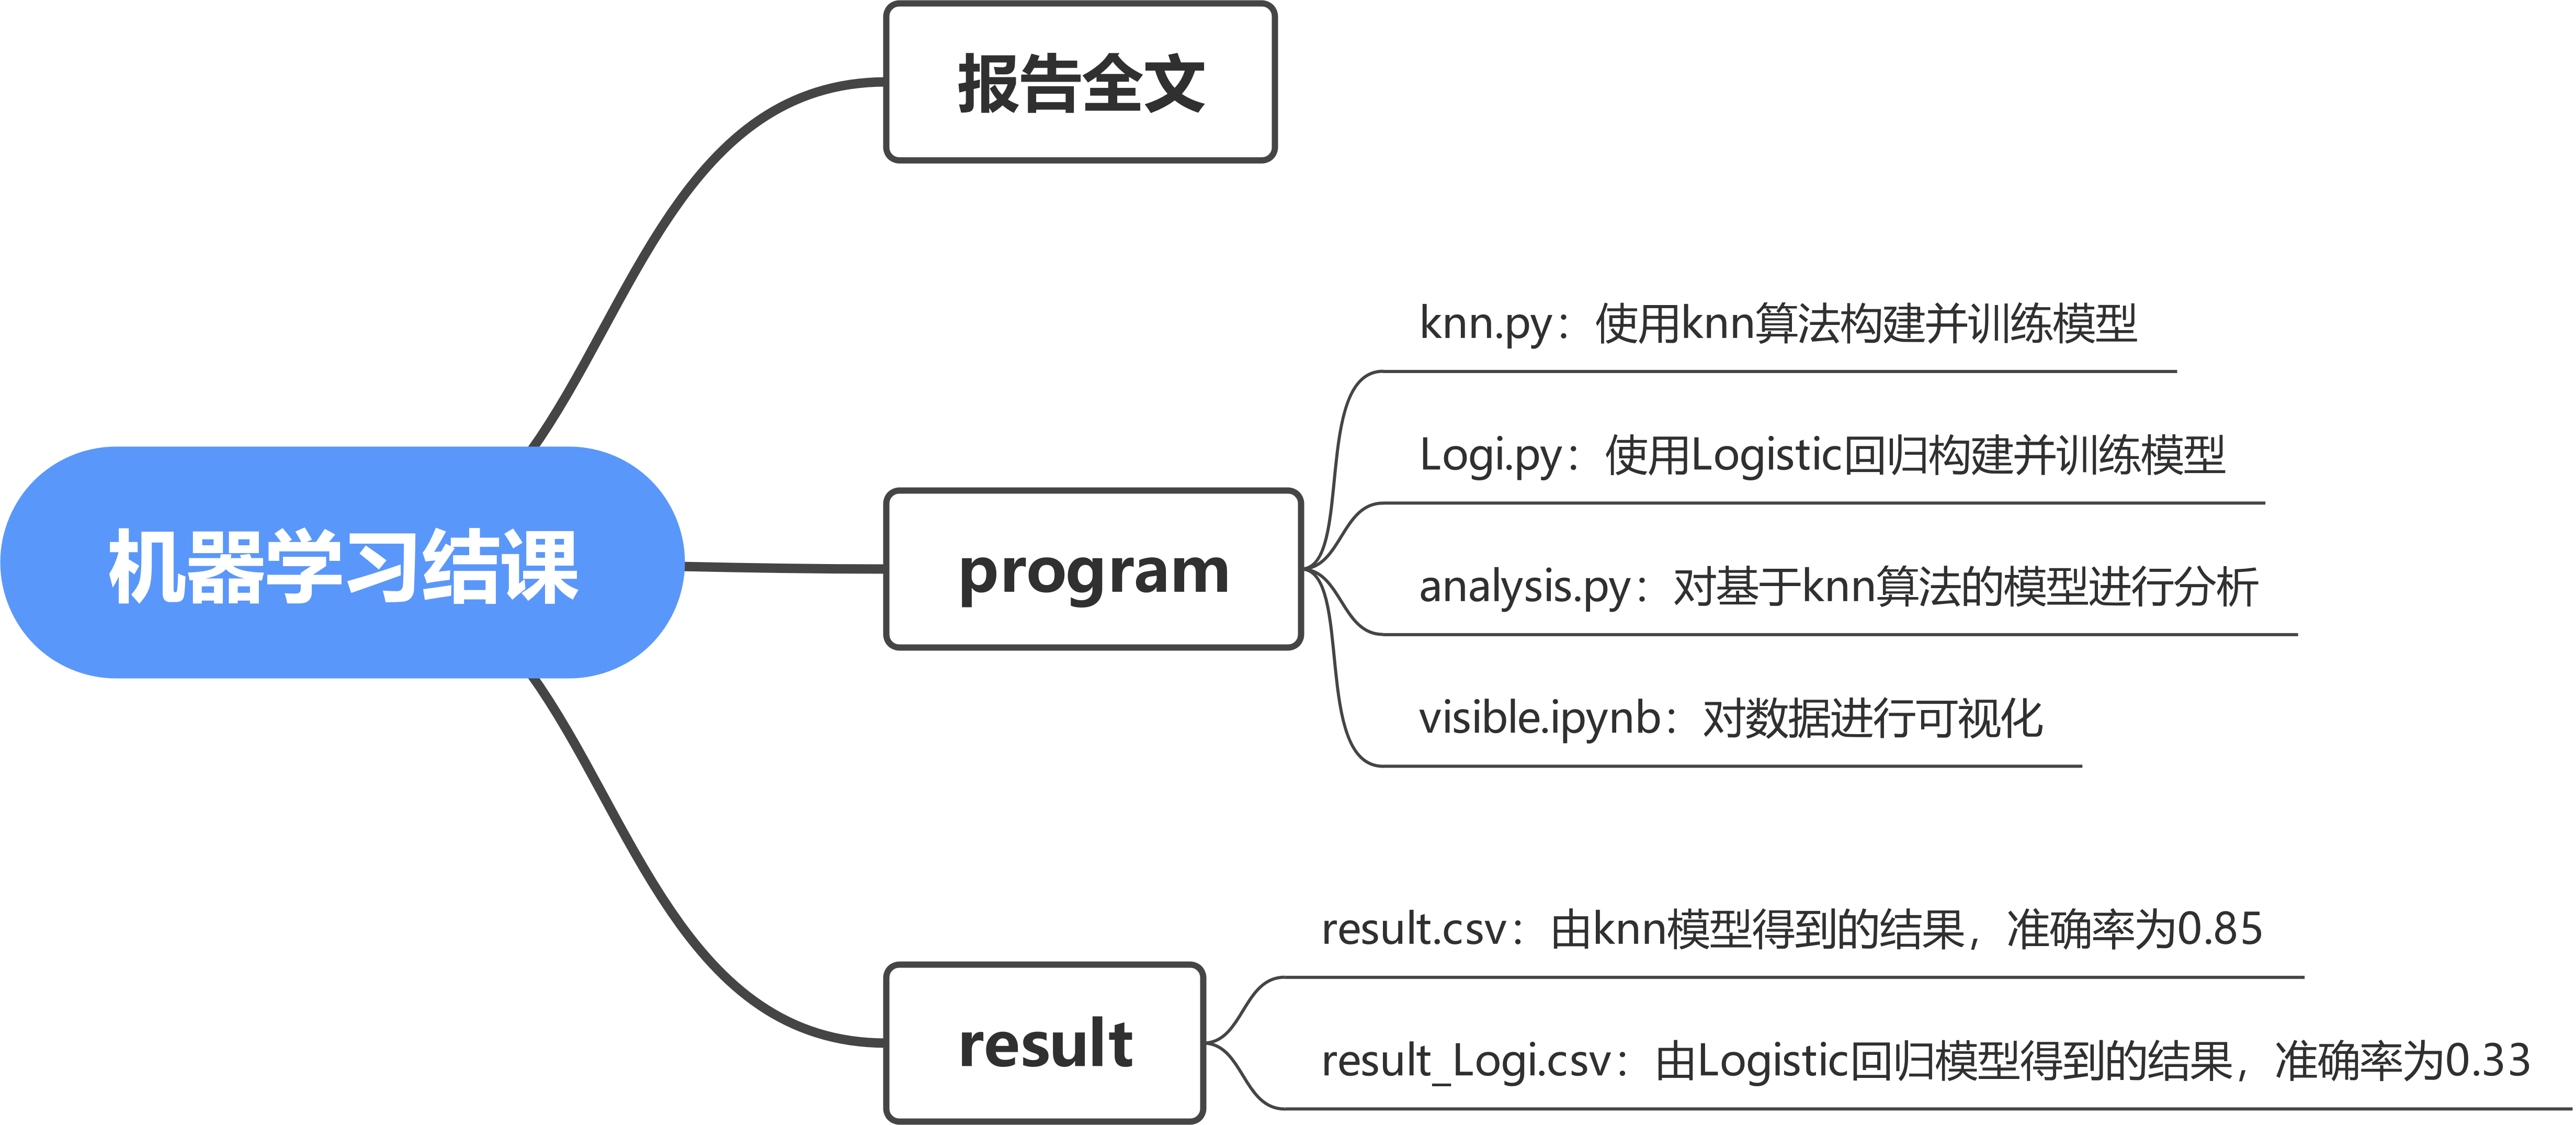 报告全文
knn.py：使用knn算法构建并训练模型
Logi.py：使用Logistic回归构建并训练模型
机器学习结课
program
analysis.py：对基于knn算法的模型进行分析
visible.ipynb：对数据进行可视化
result.csv：由knn模型得到的结果，准确率为0.85
result
result_Logi.csv：由Logistic回归模型得到的结果，准确率为0.33